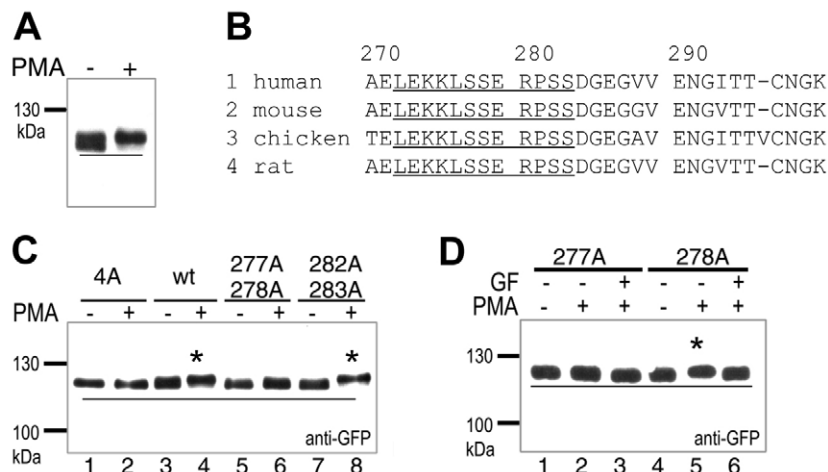 A
PMA - +
130
kDa
B
270 280 290
1 human AELEKKLSSE RPSSDGEGVV ENGITT-CNGK
2 mouse AELEKKLSSE RPSSDGEGVV ENGVTT-CNGK
3 chicken TELEKKLSSE RPSSDGEGAV ENGITTVCNGK
4 rat AELEKKLSSE RPSSDGEGVV ENGVTT-CNGK
C
4A wt 277A 278A 282A 283A
PMA - + - + - + - +
130
* *
100
kDa
anti-GFP
1 2 3 4 5 6 7 8
D
277A 278A
GF - - + - - +
PMA - + + - + +
130
*
100
kDa
anti-GFP
1 2 3 4 5 6